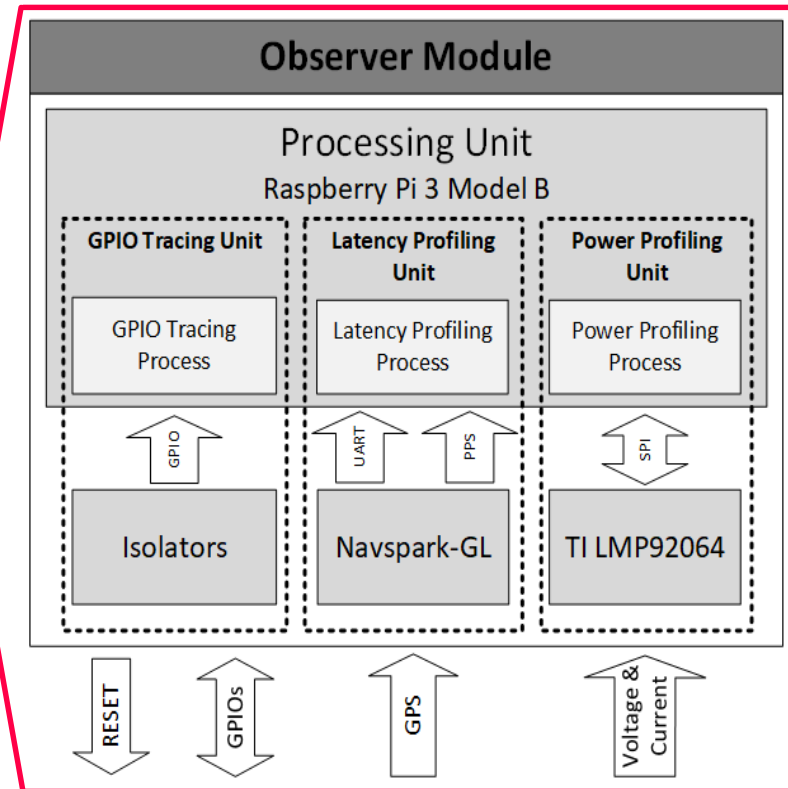 Observer Module
Processing Unit
Raspberry Pi 3 Model B
GPIO Tracing Unit
Latency Profiling
Unit
Power Profiling
Unit
GPIO Tracing
Process
Latency Profiling
Process
Power Profiling
Process
GPIO
UART
PPS
SPI
Isolators
Navspark-GL
TI LMP92064
RESET
GPIOs
GPS
Voltage &
Current